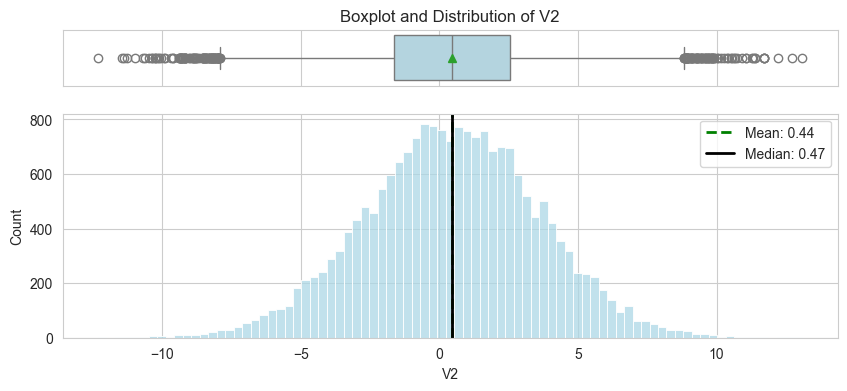 Boxplot and Distribution of V2
800
600
400
200
0
Count
Mean: 0.44
Median: 0.47
−10
−5
0
5
10
V2